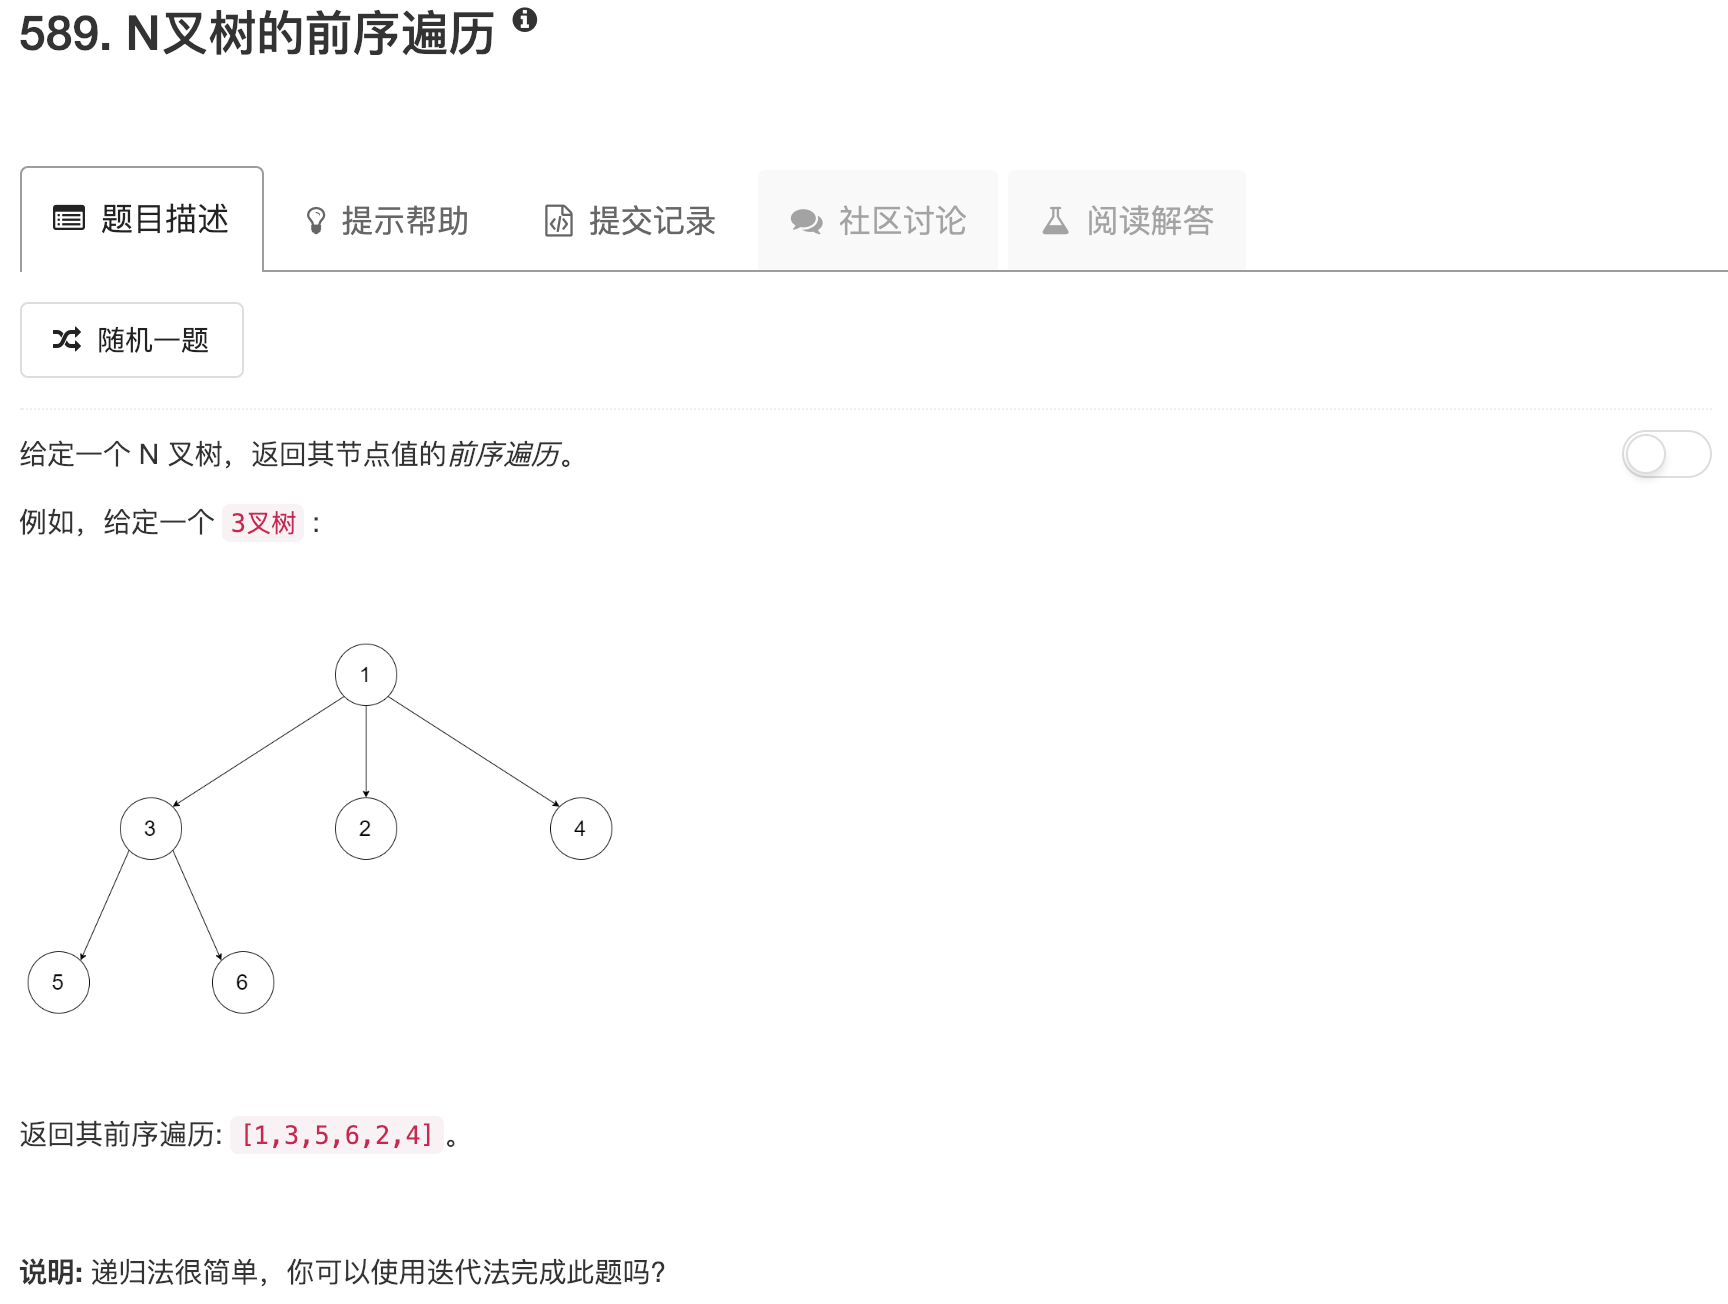 589. N叉树的前序遍历
题目描述 提示帮助 提交记录 社区讨论 阅读解答
随机一题
给定一个 N 叉树，返回其节点值的前序遍历。
例如，给定一个 3叉树 :
1
3 2 4
5 6
返回其前序遍历: [1,3,5,6,2,4]。
说明: 递归法很简单，你可以使用迭代法完成此题吗?